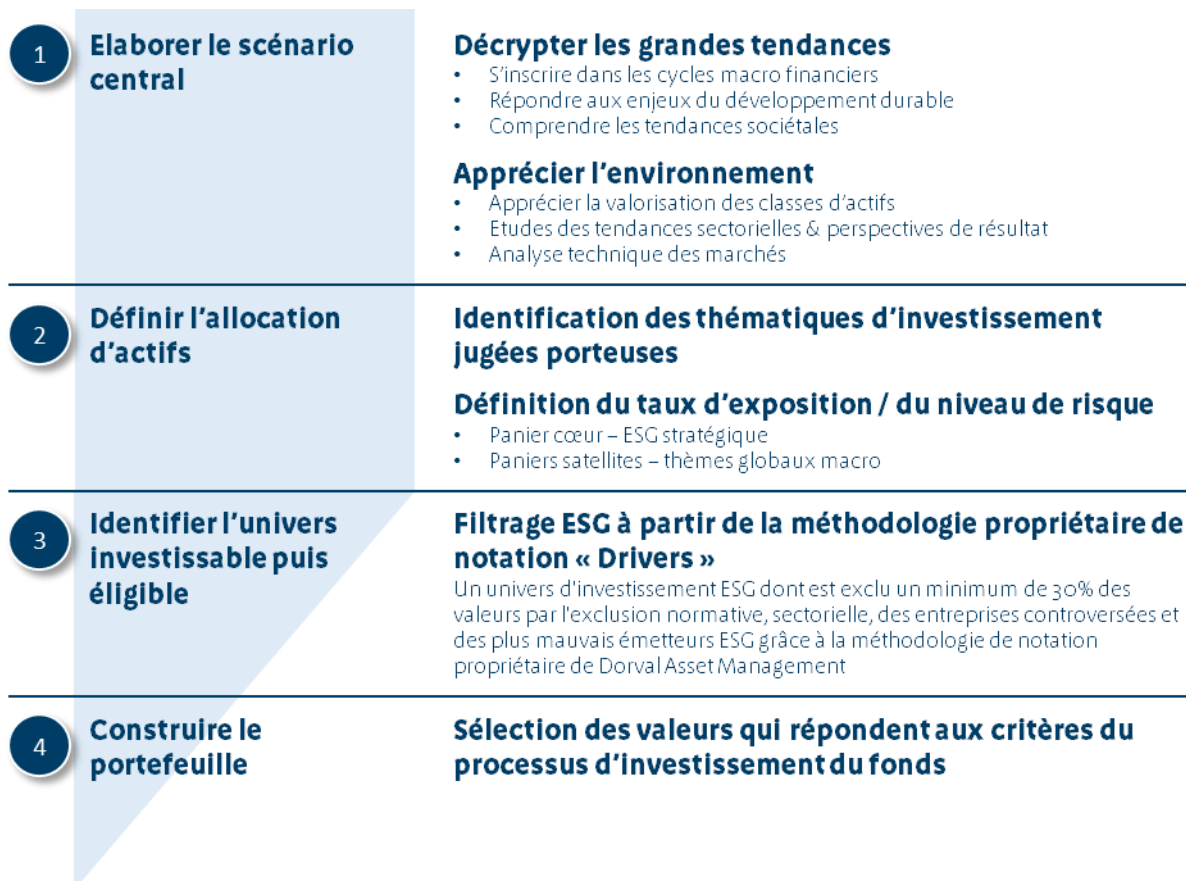 1
Elaborer le scénario
central
Décrypter les grandes tendances
• S’inscrire dans les cycles macro financiers
• Répondre aux enjeux du développement durable
• Comprendre les tendances sociétales
Apprécier l’environnement
• Apprécier la valorisation des classes d’actifs
• Etudes des tendances sectorielles & perspectives de résultat
• Analyse technique des marchés
2
Définir l’allocation
d’actifs
Identification des thématiques d’investissement
jugées porteuses
Définition du taux d’exposition / du niveau de risque
• Panier cœur – ESG stratégique
• Paniers satellites – thèmes globaux macro
3
Identifier l’univers
investissable puis
éligible
Filtrage ESG à partir de la méthodologie propriétaire de
notation « Drivers »
Un univers d'investissement ESG dont est exclu un minimum de 30% des
valeurs par l'exclusion normative, sectorielle, des entreprises controversées et
des plus mauvais émetteurs ESG grâce à la méthodologie de notation
propriétaire de Dorval Asset Management
4
Construire le
portefeuille
Sélection des valeurs qui répondent aux critères du
processus d’investissement du fonds